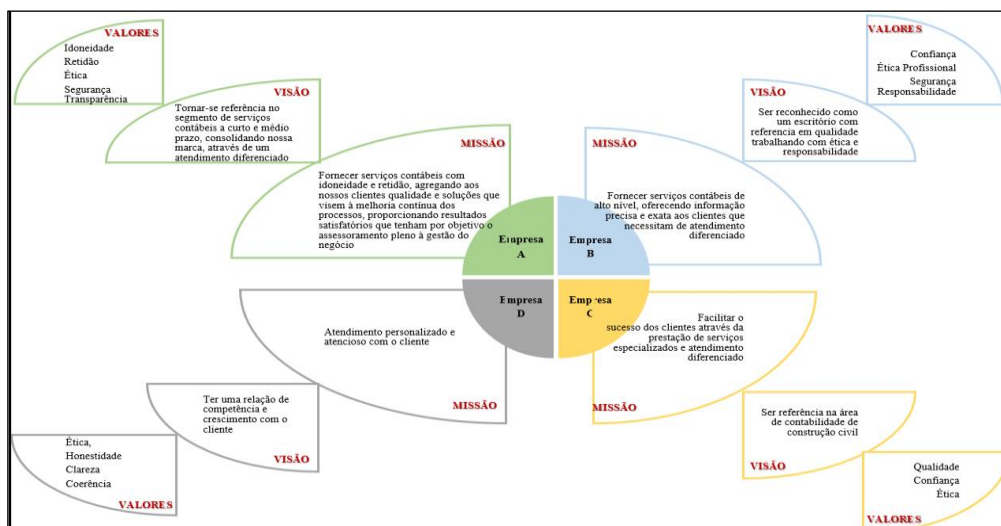 VALORES
Idoneidade
Retidão
Ética
Segurança
Transparência
VISÃO
Tornar-se referência no
segmento de serviços
contábeis a curto e médio
prazo, consolidando nossa
marca, através de um
atendimento diferenciado
MISSÃO
Fornecer serviços contábeis com
idoneidade e retidão, agregando aos
nossos clientes qualidade e soluções que
visem à melhoria contínua dos
processos, proporcionando resultados
satisfatórios que tenham por objetivo o
assessoramento pleno à gestão do
negócio
Empresa
A
VALORES
Confiança
Ética Profissional
Segurança
Responsabilidade
VISÃO
Ser reconhecido como
um escritório com
referencia em qualidade
trabalhando com ética e
responsabilidade
MISSÃO
Fornecer serviços contábeis de
alto nível, oferecendo informação
precisa e exata aos clientes que
necessitam de atendimento
diferenciado
Empresa
B
Empresa
D
Atendimento personalizado e
atencioso com o cliente
MISSÃO
Ter uma relação de
competência e
crescimento com o
cliente
VISÃO
Ética,
Honestidade
Clareza
Coerência
VALORES
Empresa
C
Facilitar o
sucesso dos clientes através da
prestação de serviços
especializados e atendimento
diferenciado
MISSÃO
Ser referência na área
de contabilidade de
construção civil
VISÃO
Qualidade
Confiança
Ética
VALORES